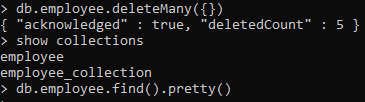 > db.employee.deleteMany({})
{ "acknowledged" : true, "deletedCount" : 5 }
> show collections
employee
employee_collection
> db.employee.find().pretty()